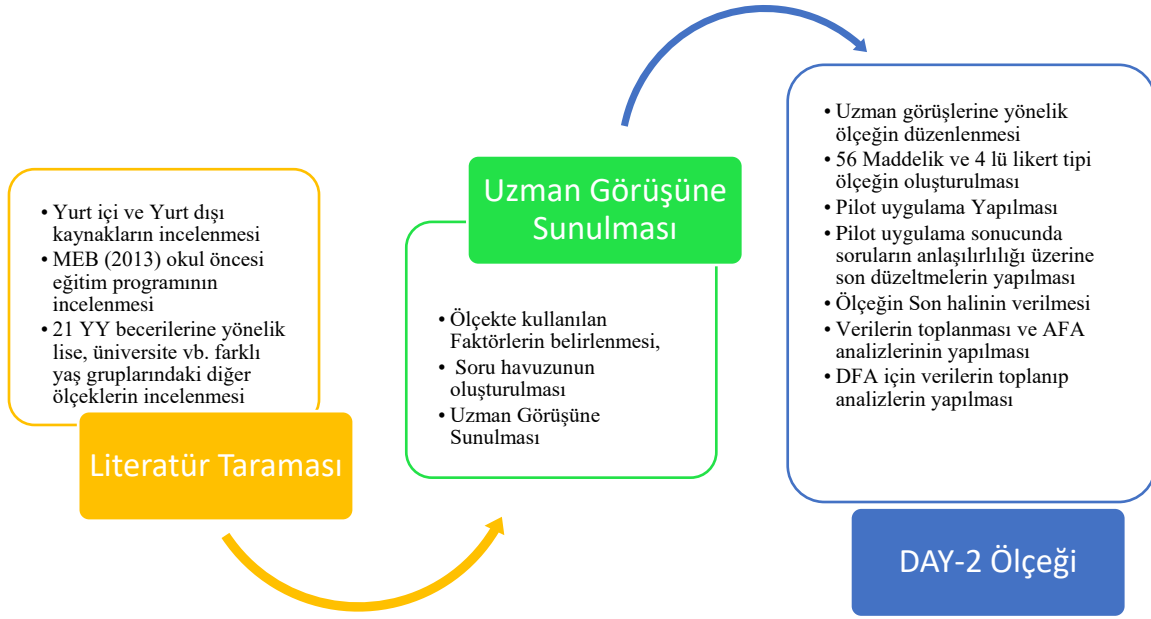 • Yurt içi ve Yurt dışı
kaynakların incelenmesi
• MEB (2013) okul öncesi
eğitim programının
incelenmesi
• 21 YY becerilerine yönelik
lise, üniversite vb. farklı
yaş gruplarındaki diğer
ölçeklerin incelenmesi
Literatür Taraması
Uzman Görüşüne
Sunulması
• Ölçekte kullanılan
Faktörlerin belirlenmesi,
• Soru havuzunun
oluşturulması
• Uzman Görüşüne
Sunulması
• Uzman görüşlerine yönelik
ölçeğin düzenlenmesi
• 56 Maddelik ve 4 lü likert tipi
ölçeğin oluşturulması
• Pilot uygulama Yapılması
• Pilot uygulama sonucunda
soruların anlaşılırlılığı üzerine
son düzeltmelerin yapılması
• Ölçeğin Son halinin verilmesi
• Verilerin toplanması ve AFA
analizlerinin yapılması
• DFA için verilerin toplanıp
analizlerin yapılması
DAY-2 Ölçeği